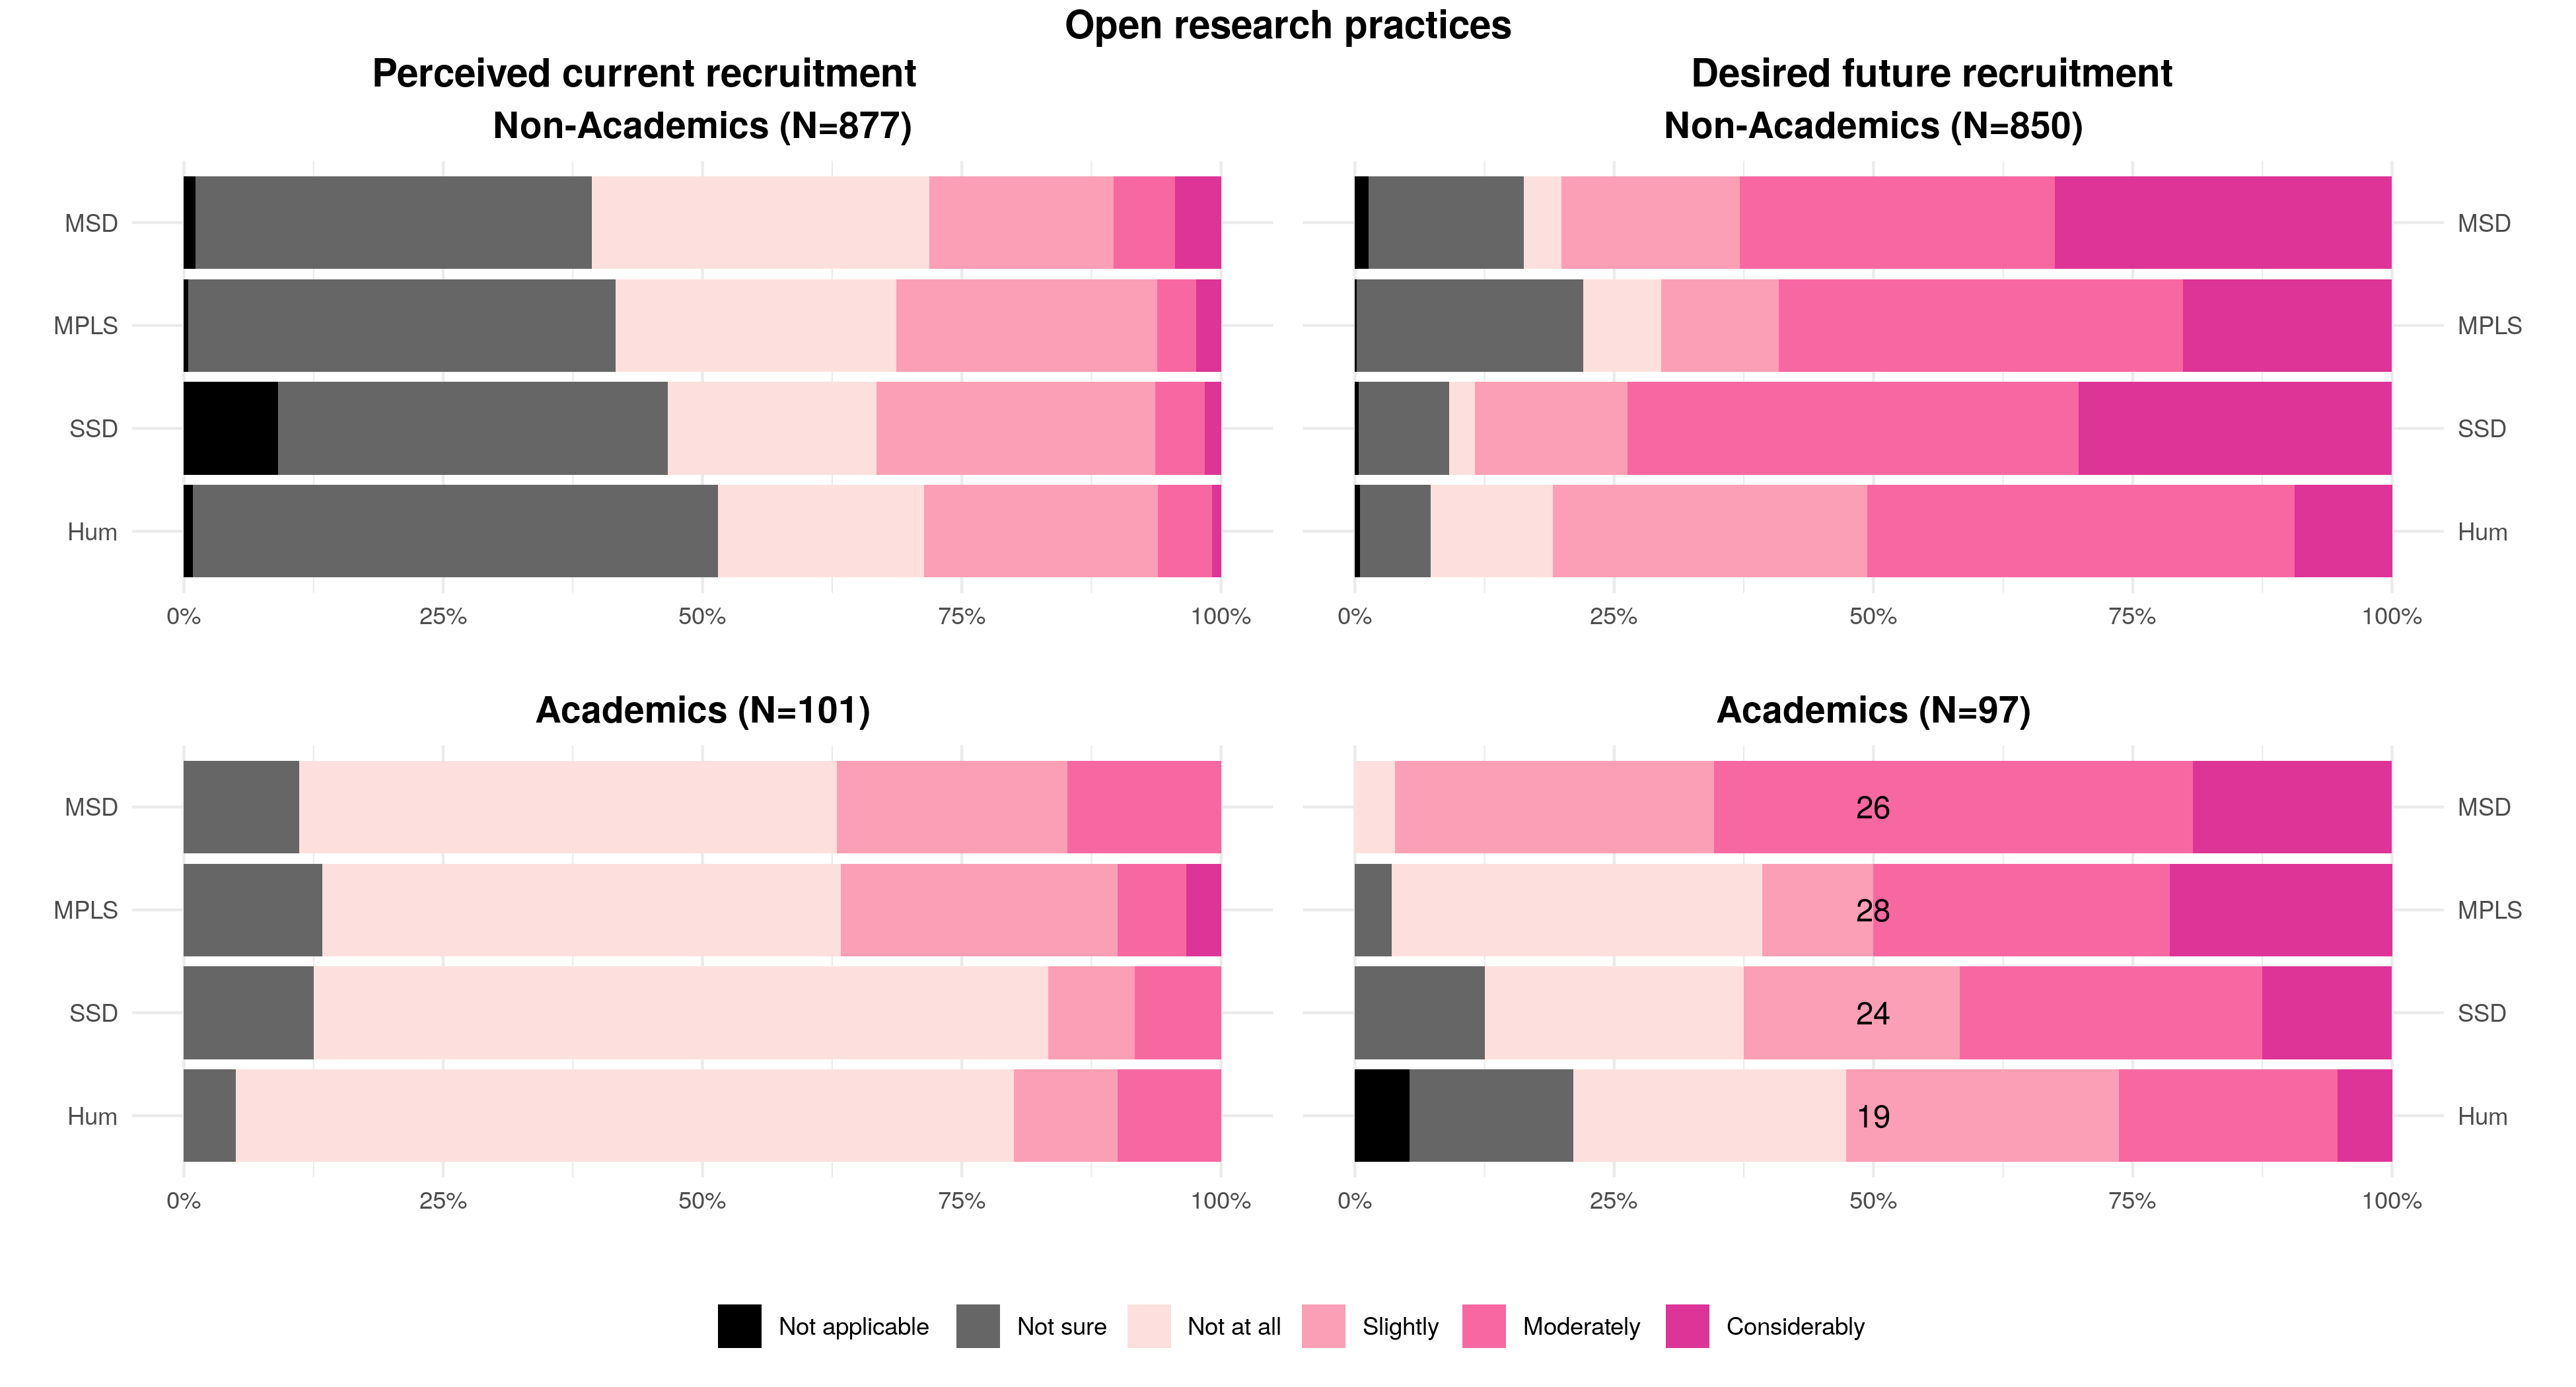 Open research practices
Perceived current recruitment
Desired future recruitment
Non-Academics (N=877)
Non-Academics (N=850)
MSD
MPLS
SSD
Hum
0% 25% 50% 75% 100%
MSD
MPLS
SSD
Hum
0% 25% 50% 75% 100%
Academics (N=101)
Academics (N=97)
MSD
MPLS
SSD
Hum
0% 25% 50% 75% 100%
26 MSD
28 MPLS
24 SSD
19 Hum
0% 25% 50% 75% 100%
Not applicable Not sure Not at all Slightly Moderately Considerably